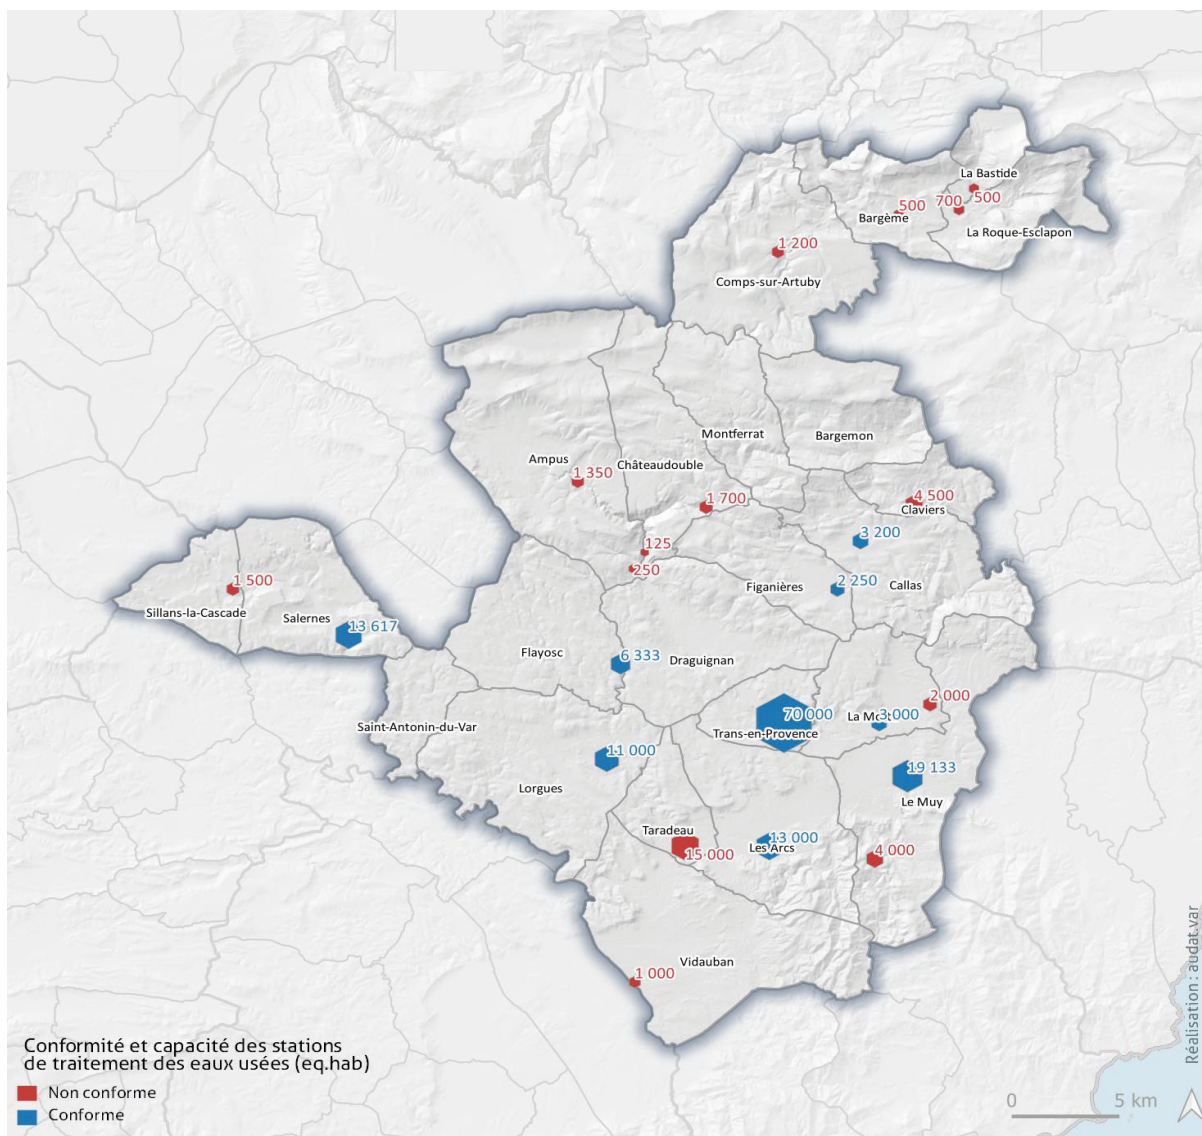 La Bastide
500
700
500
Bargème
La Roque-Esclapon
1 200
Comps-sur-Artuby
Montferrat
Bargemon
Ampus
Châteaudouble
1 350
1 700
4 500
Claviers
3 200
125
250
1 500
Figanières
2 250
Callas
Sillans-la-Cascade
Salernes
13 617
Flayosc
6 333
Draguignan
2 000
70 000
La Mott
3 000
Saint-Antonin-du-Var
Trans-en-Provence
11 000
19 133
Lorgues
Le Muy
Taradeau
13 000
Les Arcs
15 000
4 000
Vidauban
1 000
Conformité et capacité des stations
de traitement des eaux usées (eq.hab)
Non conforme
Conforme
0 5 km
Réalisation : audat.var